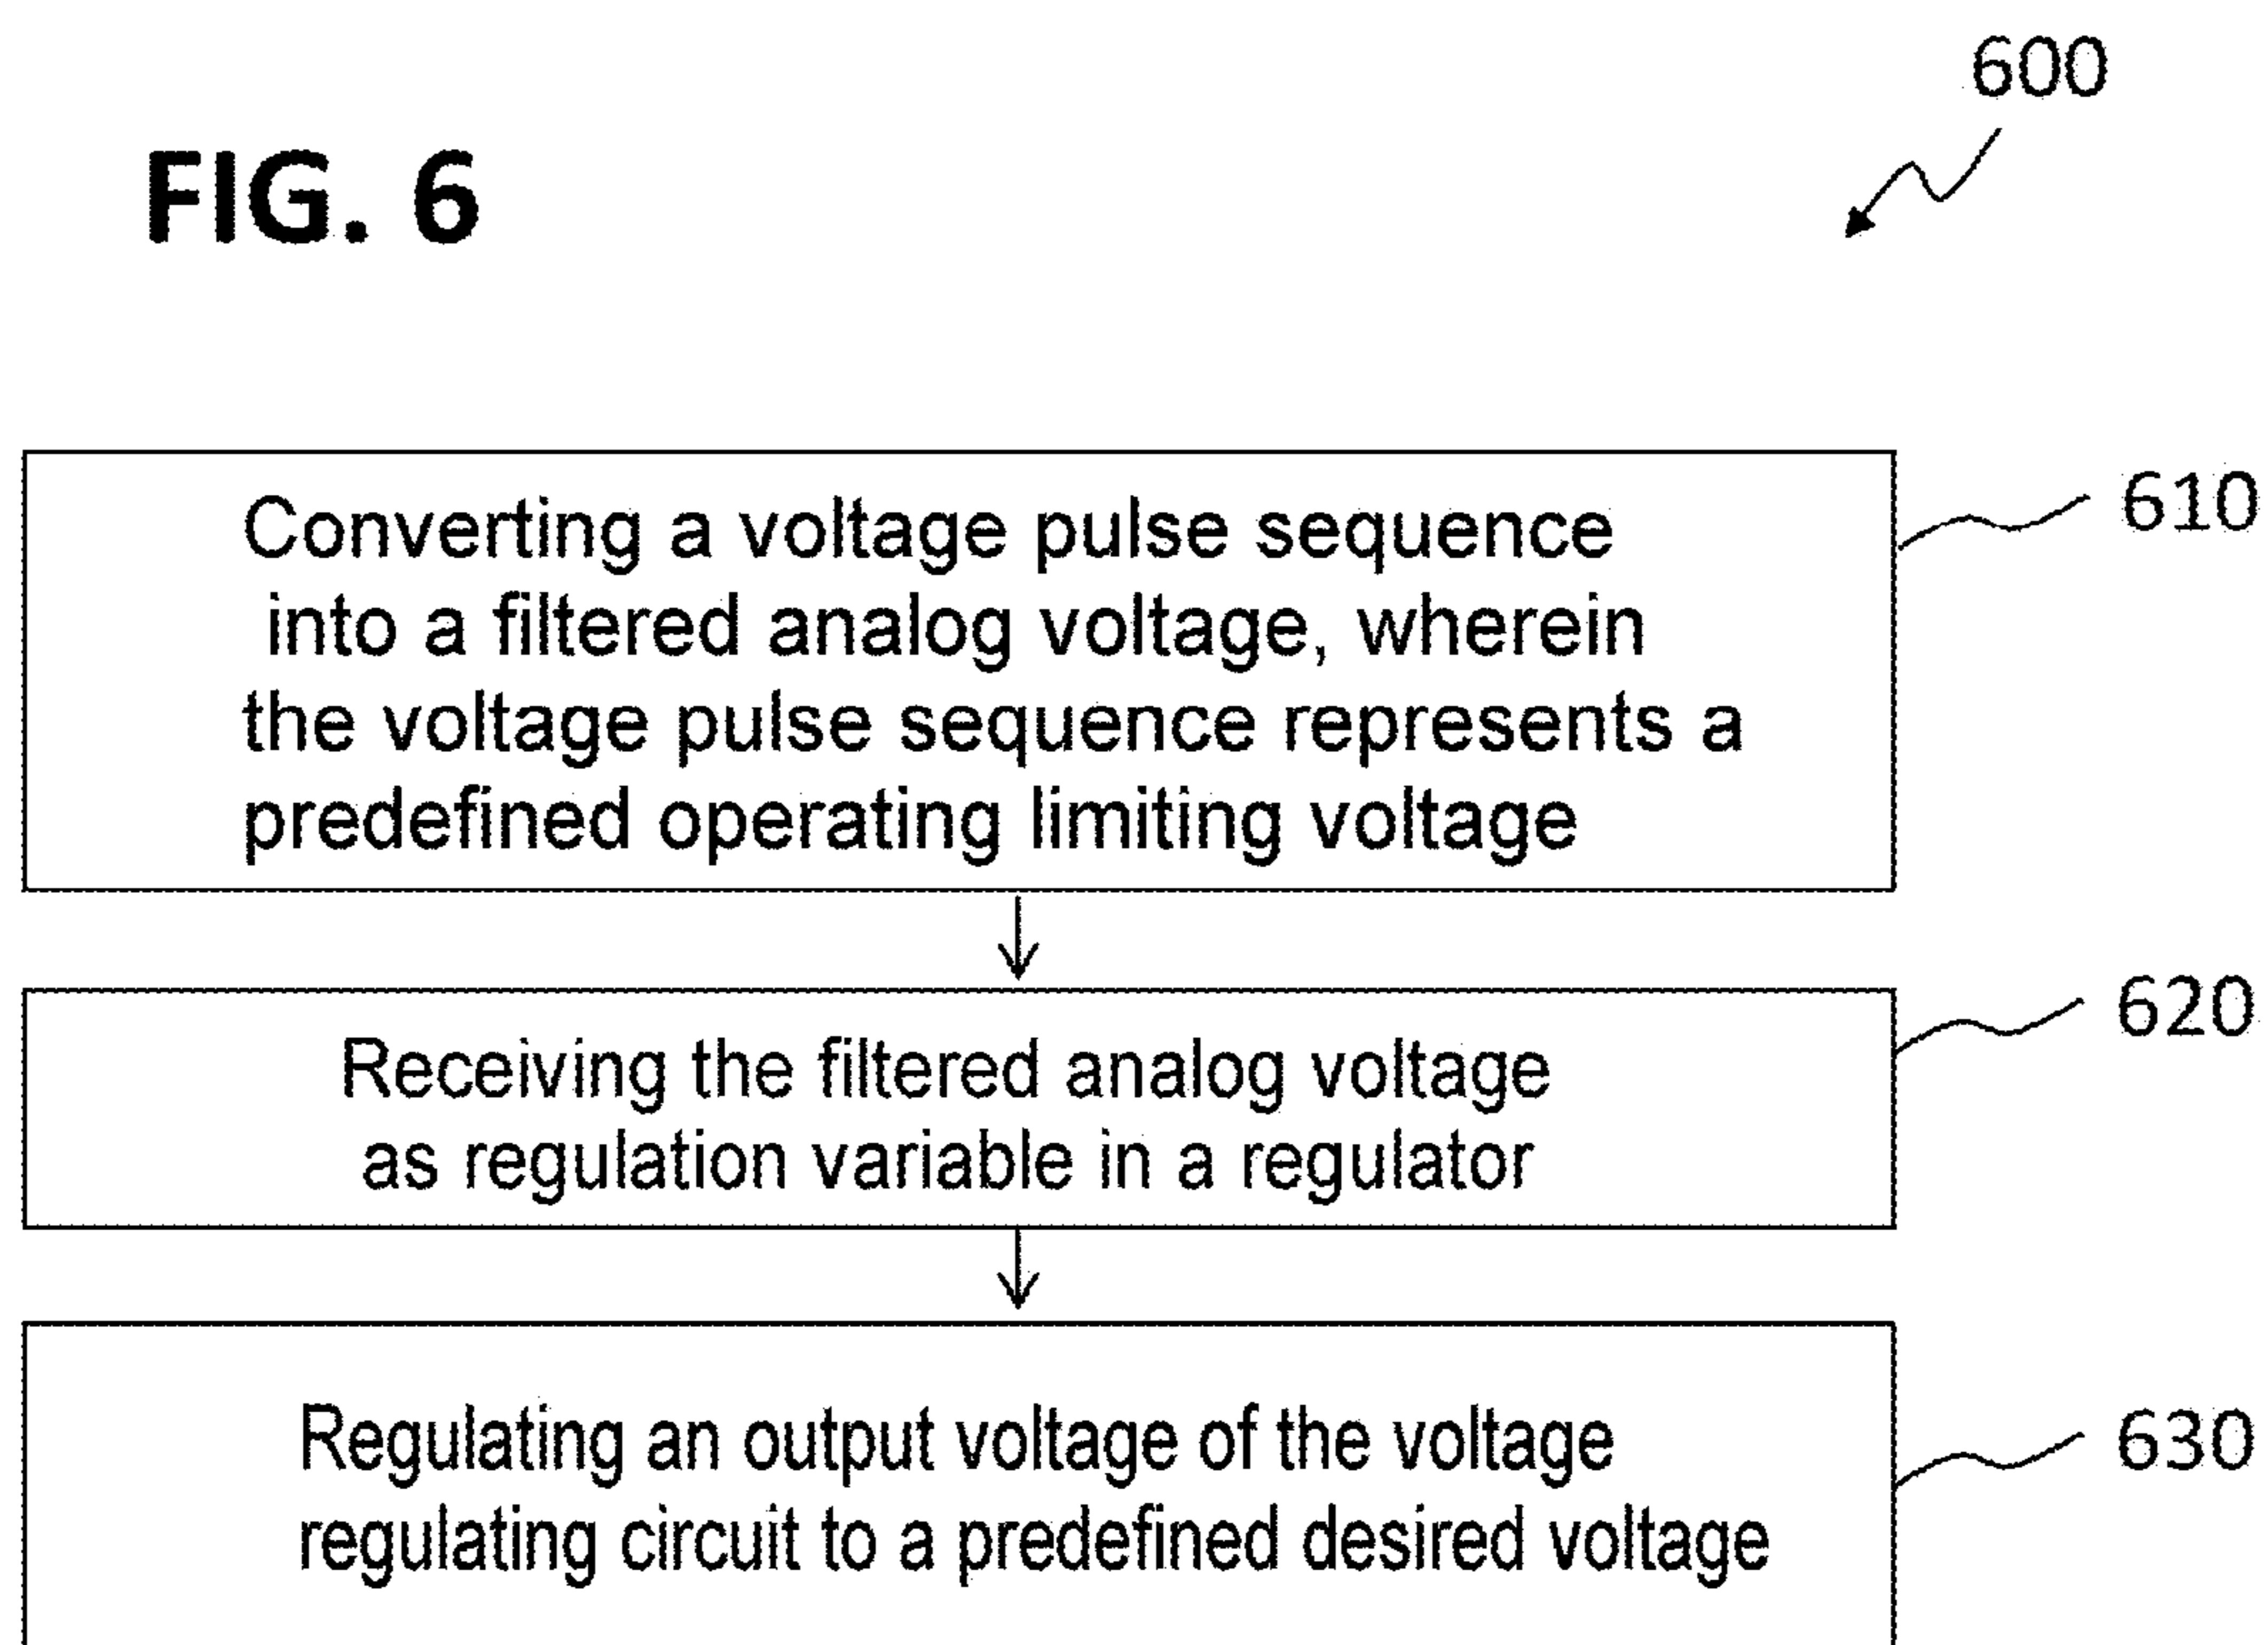 600
FIG. 6
Converting a voltage pulse sequence
into a filtered analog voltage, wherein
the voltage pulse sequence represents a
predefined operating limiting voltage
610
Receiving the filtered analog voltage
as regulation variable in a regulator
620
Regulating an output voltage of the voltage
regulating circuit to a predefined desired voltage
630